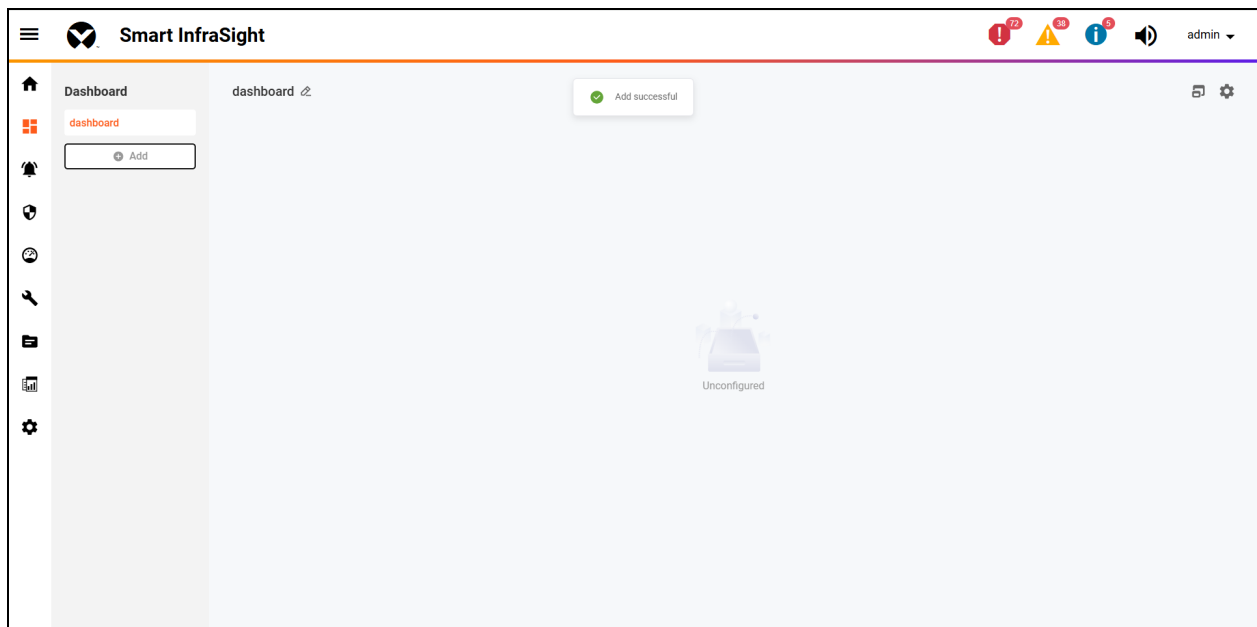 Smart InfraSight
72
38
5
admin
Dashboard
dashboard
Add successful
dashboard
Add
Unconfigured